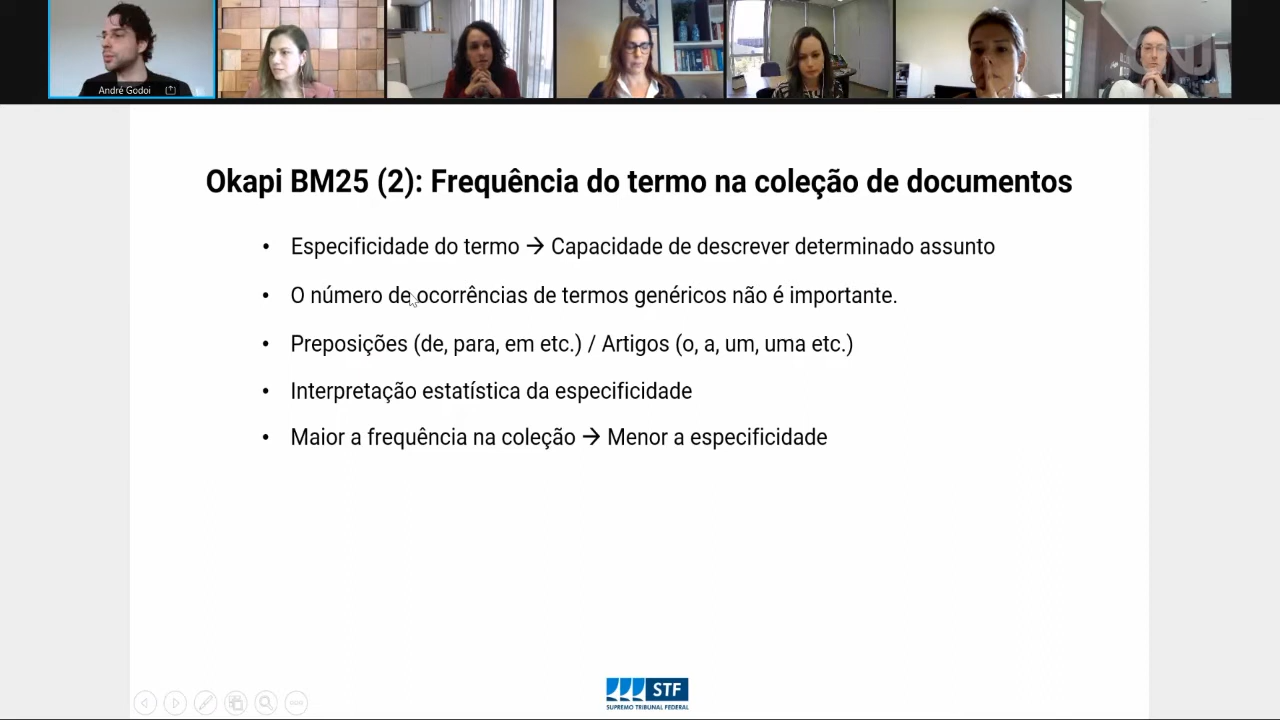 André Godoi
Okapi BM25 (2): Frequência do termo na coleção de documentos
• Especificidade do termo → Capacidade de descrever determinado assunto
• O número de ocorrências de termos genéricos não é importante.
• Preposições (de, para, em etc.) / Artigos (o, a, um, uma etc.)
• Interpretação estatística da especificidade
• Maior a frequência na coleção → Menor a especificidade
STF
SUPREMO TRIBUNAL FEDERAL